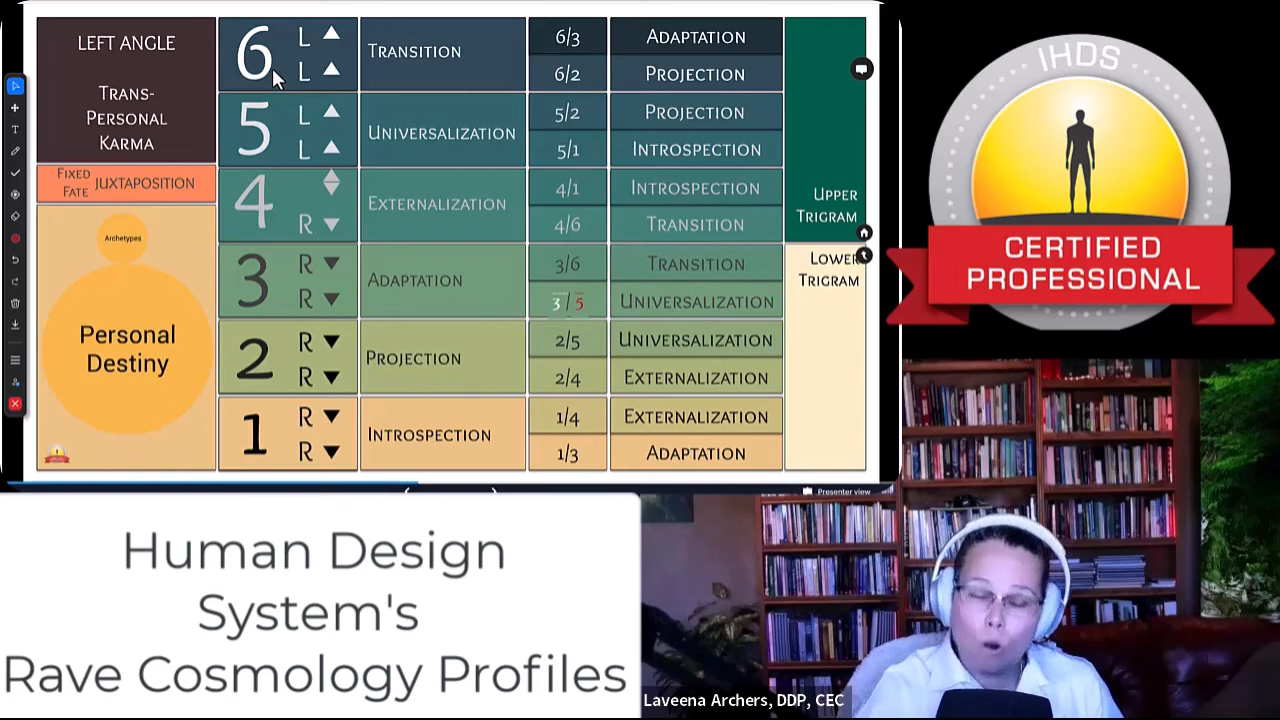 LEFT ANGLE
TRANS-
PERSONAL
KARMA
FIXED
FATE
JUXTAPOSITION
Archetypes
Personal
Destiny
6
L
L
TRANSITION
6/3
ADAPTATION
6/2
PROJECTION
5
L
L
UNIVERSALIZATION
5/2
PROJECTION
5/1
INTROSPECTION
4
R
EXTERNALIZATION
4/1
INTROSPECTION
4/6
TRANSITION
3
R
R
ADAPTATION
3/6
TRANSITION
3/5
UNIVERSALIZATION
2
R
R
PROJECTION
2/5
UNIVERSALIZATION
2/4
EXTERNALIZATION
1
R
R
INTROSPECTION
1/4
EXTERNALIZATION
1/3
ADAPTATION
UPPER
TRIGRAM
LOWER
TRIGRAM
Presenter view
IHDS
CERTIFIED
PROFESSIONAL
Human Design
System's
Rave Cosmology Profiles
Laveena Archers, DDP, CEC